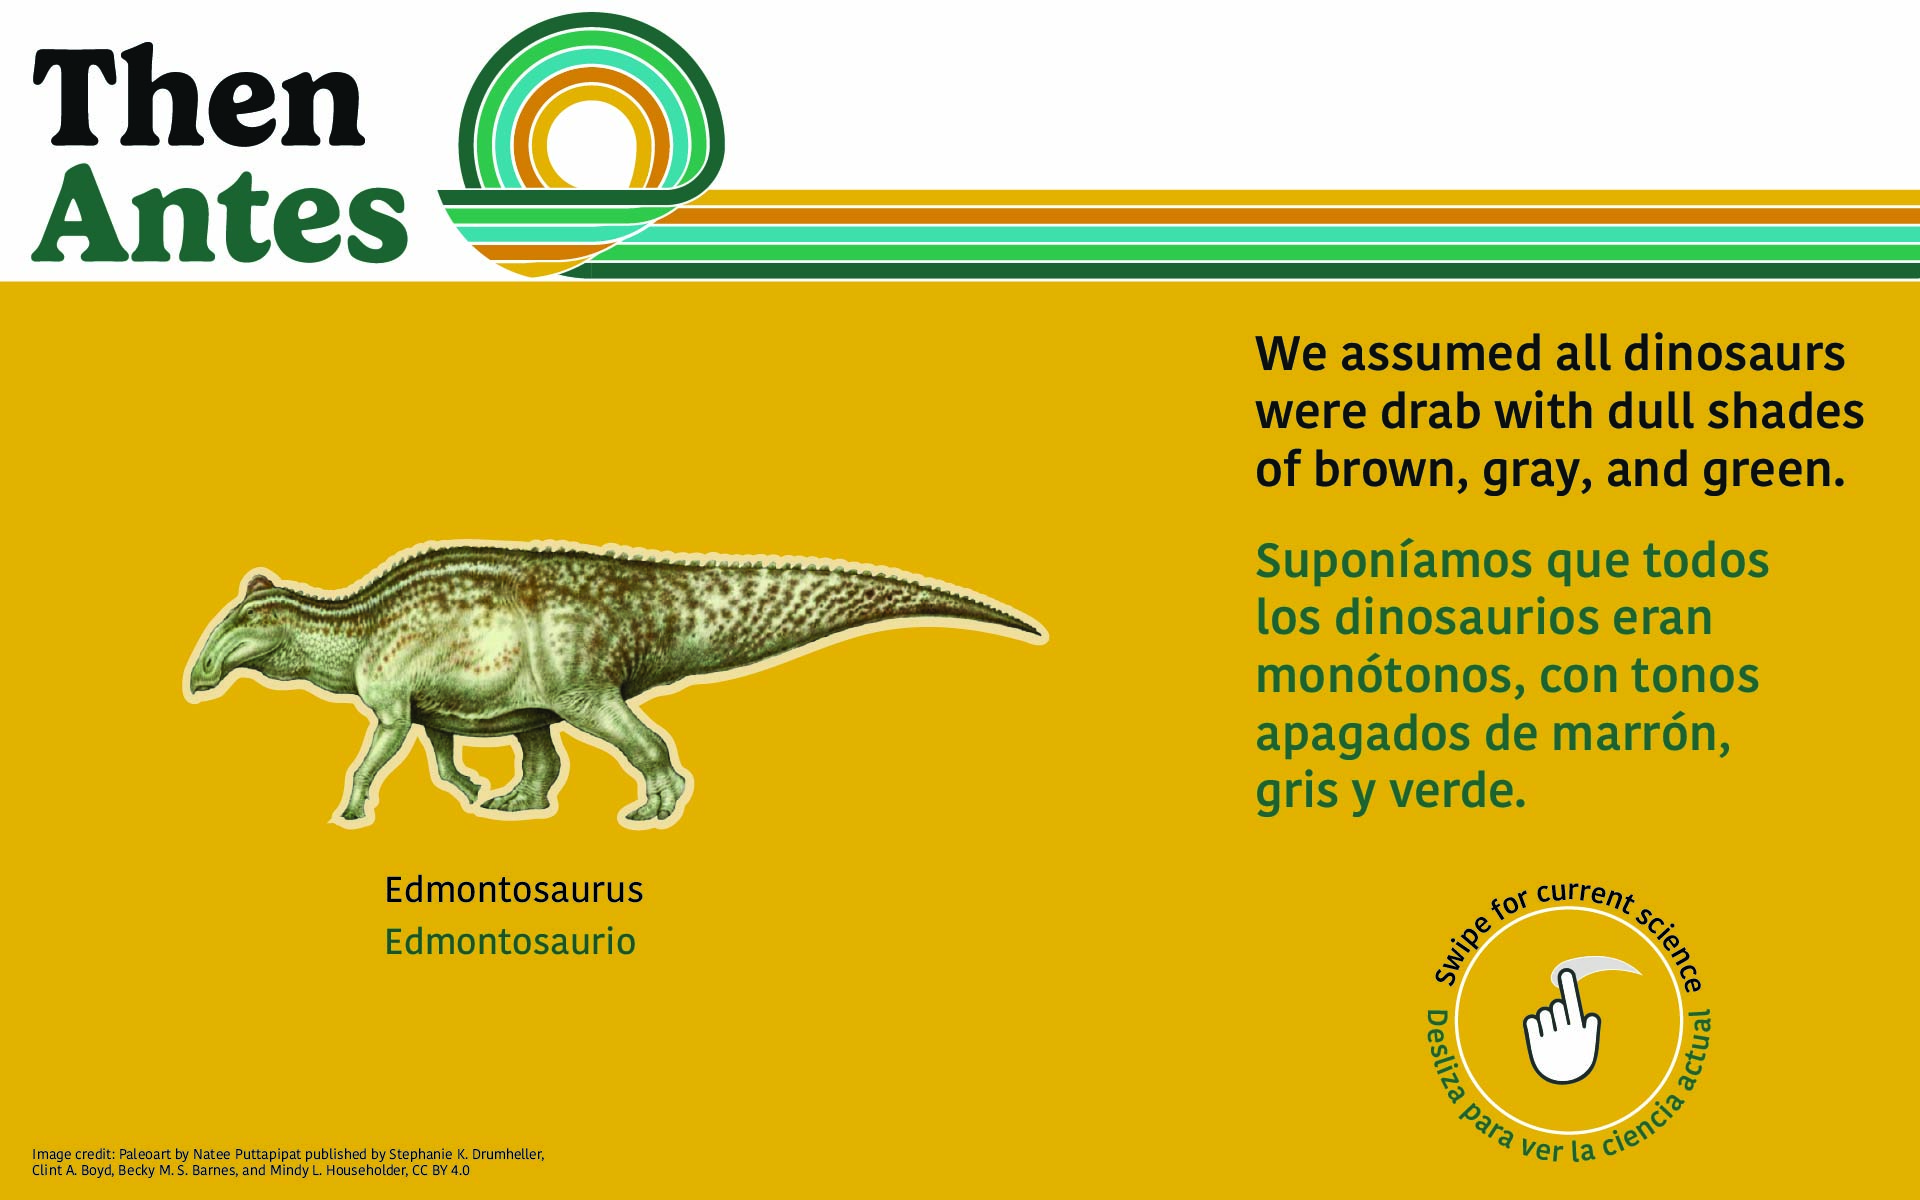 Then
Antes
We assumed all dinosaurs
were drab with dull shades
of brown, gray, and green.
Suponíamos que todos
los dinosaurios eran
monótonos, con tonos
apagados de marrón,
gris y verde.
Edmontosaurus
Edmontosaurio
Swipe for current science
Desliza para ver la ciencia actual
Image credit: Paleoart by Natee Puttapipat published by Stephanie K. Drumheller,
Clint A. Boyd, Becky M. S. Barnes, and Mindy L. Householder, CC BY 4.0